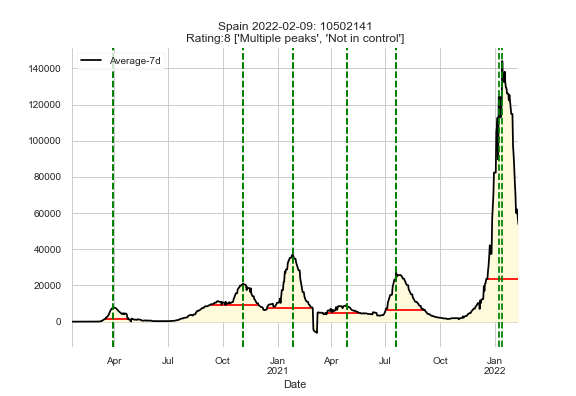 Spain 2022-02-09: 10502141
Rating:8 ['Multiple peaks', 'Not in control']
Average-7d
140000
120000
100000
80000
60000
40000
20000
0
Apr Jul Oct Jan Apr Jul Oct Jan
2021 2022
Date